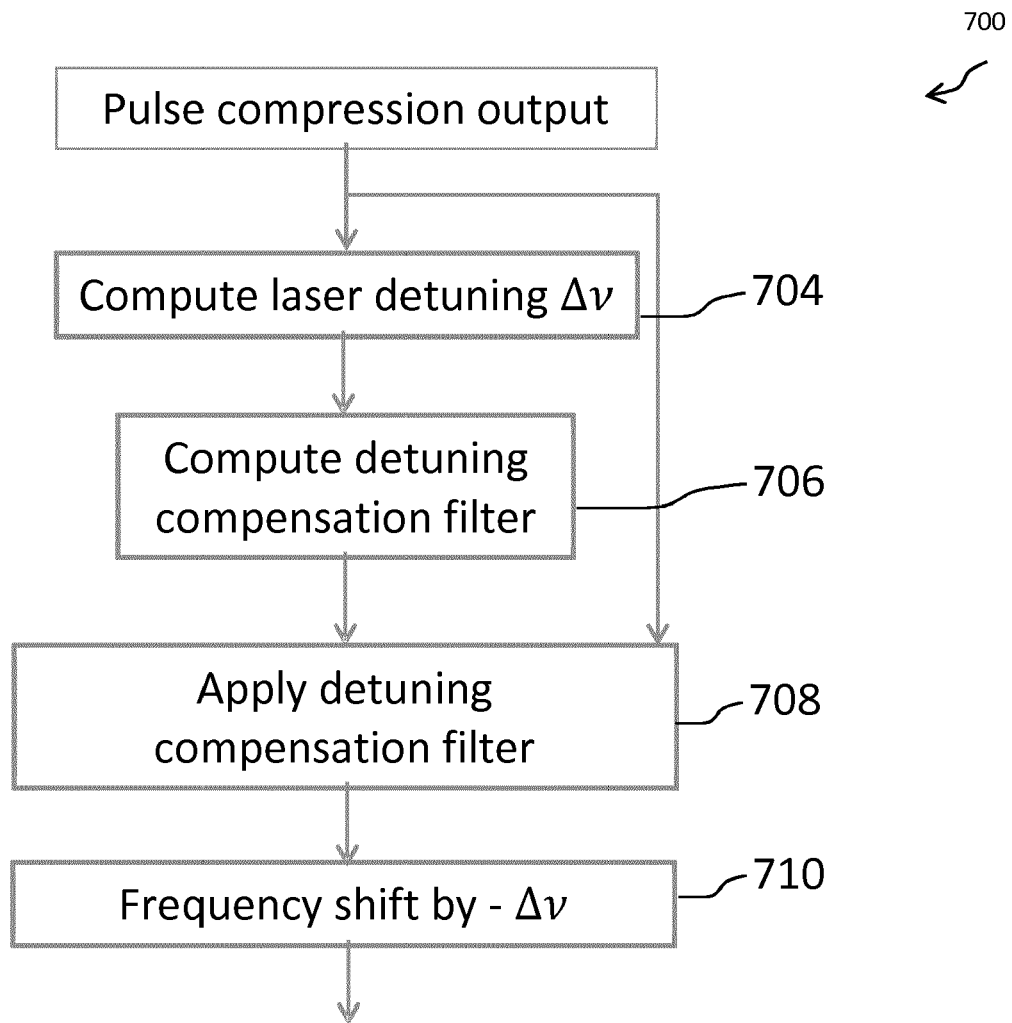 700
Pulse compression output
Compute laser detuning Δν
704
Compute detuning
compensation filter
706
Apply detuning
compensation filter
708
Frequency shift by - Δν
710